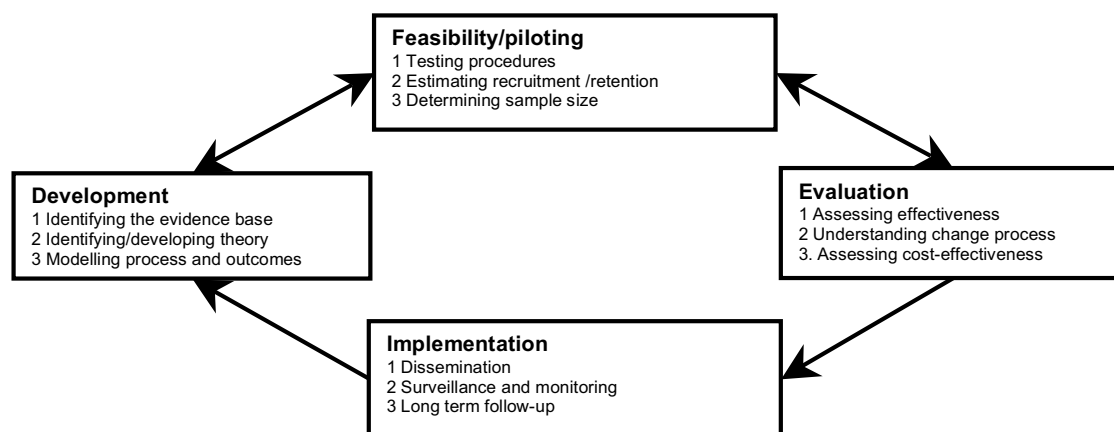 Feasibility/piloting
1 Testing procedures
2 Estimating recruitment /retention
3 Determining sample size
Development
1 Identifying the evidence base
2 Identifying/developing theory
3 Modelling process and outcomes
Evaluation
1 Assessing effectiveness
2 Understanding change process
3. Assessing cost-effectiveness
Implementation
1 Dissemination
2 Surveillance and monitoring
3 Long term follow-up